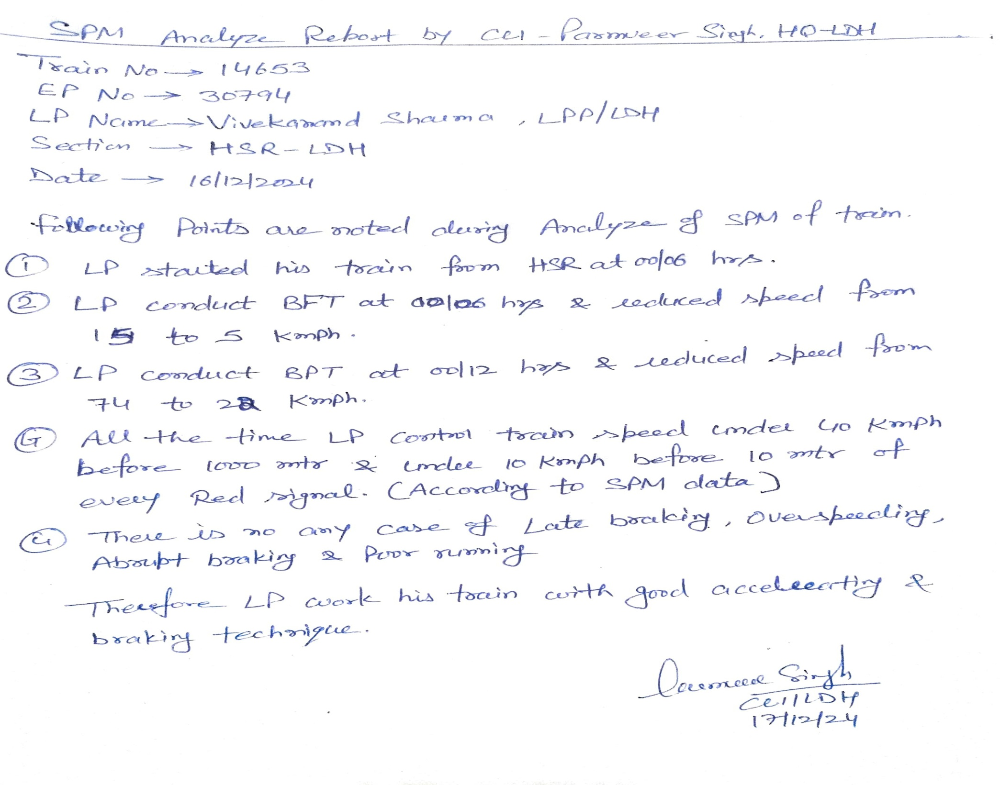 SPM Analyze Report by CLI - Parmveer Singh, HQ-LDH
Train No → 14653
EP No → 30794
LP Name → Vivekanand Sharma, LPP/LDH
Section → HSR-LDH
Date → 16/12/2024
following Points are noted during Analyze of SPM of train.
① LP started his train from HSR at 00/06 hrs.
② LP conduct BFT at 00/06 hrs & reduced speed from
15 to 5 Kmph.
③ LP conduct BPT at 00/12 hrs & reduced speed from
74 to 22 Kmph.
④ All the time LP control train speed under 40 Kmph
before 1000 mtr & under 10 Kmph before 10 mtr of
every Red signal. (According to SPM data)
④ There is no any case of Late braking, overspeeding,
Abrupt braking & Poor running
Therefore LP work his train with good acceleerting &
braking technique.
Parmveer Singh
CLI/LDH
17/12/24